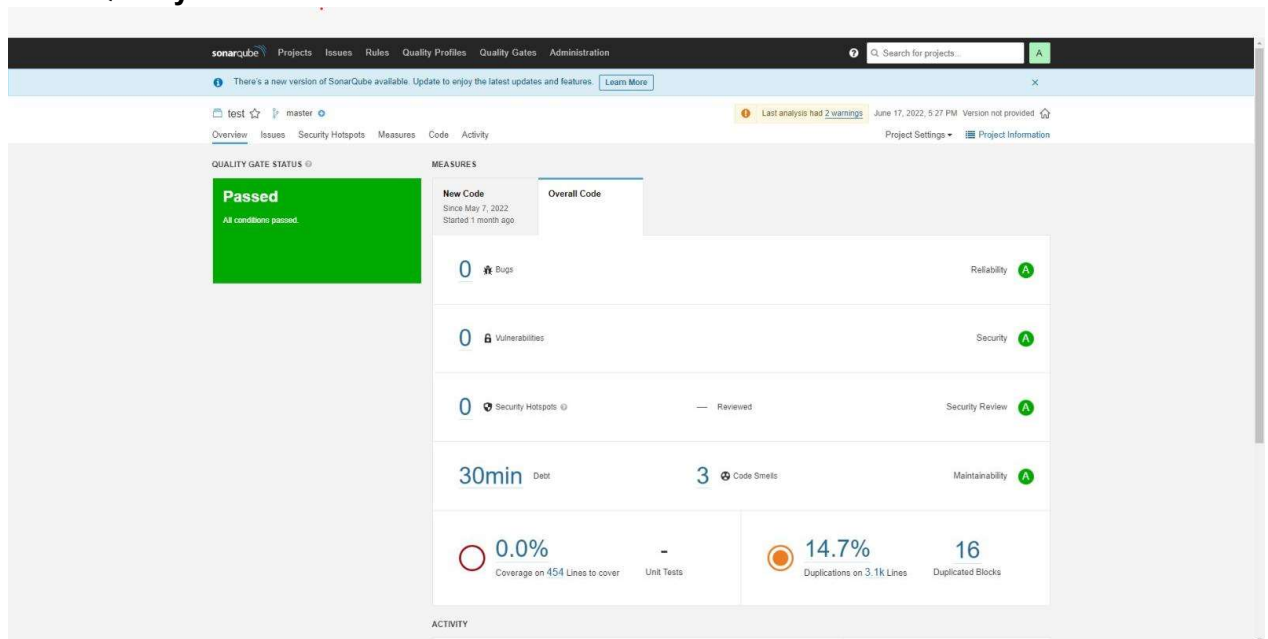 sonarqube Projects Issues Rules Quality Profiles Quality Gates Administration Search for projects... A
There's a new version of SonarQube available. Update to enjoy the latest updates and features. Learn More
test master Last analysis had 2 warnings June 17, 2022, 5:27 PM Version not provided
Overview Issues Security Hotspots Measures Code Activity Project Settings Project Information
QUALITY GATE STATUS MEASURES
Passed
All conditions passed.
New Code
Since May 7, 2022
Started 1 month ago
Overall Code
0 Bugs Reliability A
0 Vulnerabilities Security A
0 Security Hotspots — Reviewed Security Review A
30min Debt 3 Code Smells Maintainability A
0.0% - 14.7% 16
Coverage on 454 Lines to cover Unit Tests Duplications on 3.1k Lines Duplicated Blocks
ACTIVITY